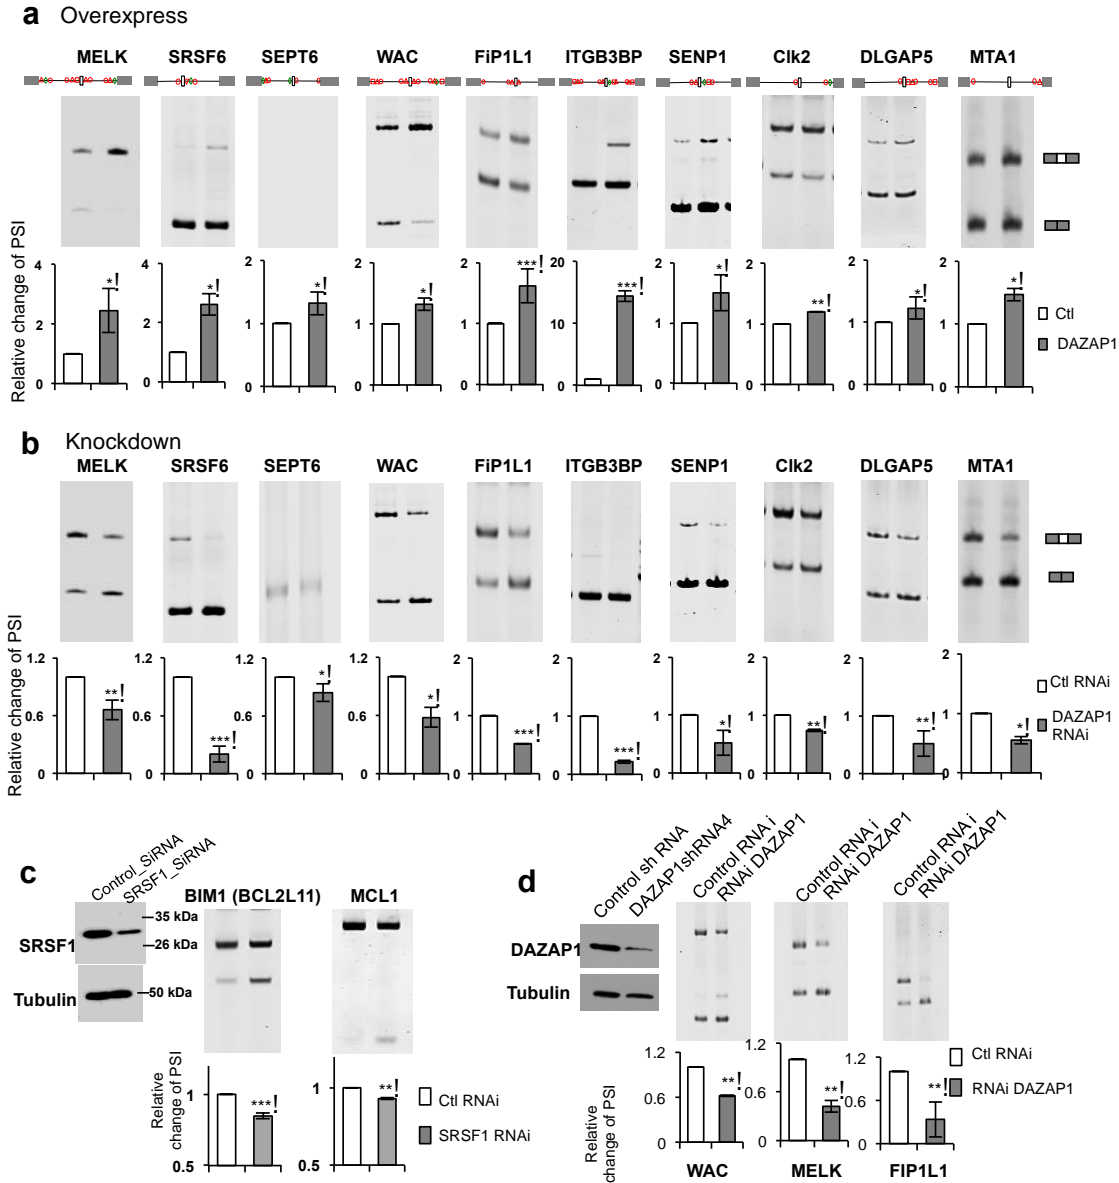 a Overexpress
MELK SRSF6 SEPT6 WAC FiP1L1 ITGB3BP SENP1 Clk2 DLGAP5 MTA1
Relative change of PSI
4 4 2 2 2 20 2 2 2 2
2 2 1 1 1 10 1 1 1 1
0 0 0 0 0 0 0 0 0 0
*! *! *! *! ***! ***! *! **! *! *!
Ctl
DAZAP1
b Knockdown
MELK SRSF6 SEPT6 WAC FiP1L1 ITGB3BP SENP1 Clk2 DLGAP5 MTA1
Relative change of PSI
1.2 1.2 1.2 1.2 2 2 2 2 2 2
0.6 0.6 0.6 0.6 1 1 1 1 1 1
0 0 0 0 0 0 0 0 0 0
**! ***! *! *! ***! ***! *! **! **! *!
Ctl RNAi
DAZAP1
RNAi
c
Control_SiRNA
SRSF1_SiRNA
SRSF1
Tubulin
35 kDa
26 kDa
50 kDa
BIM1 (BCL2L11)
MCL1
Relative
change of PSI
1
0.5
***!
1
0.5
**!
Ctl RNAi
SRSF1 RNAi
d
Control sh RNA
DAZAP1shRNA4
DAZAP1
Tubulin
Control RNA i
RNAi DAZAP1
Control RNA i
RNAi DAZAP1
Control RNA i
RNAi DAZAP1
Relative
change of PSI
1.2 1.2 1.2
0.6 0.6 0.6
0 0 0
**! **! **!
WAC MELK FIP1L1
Ctl RNAi
RNAi DAZAP1